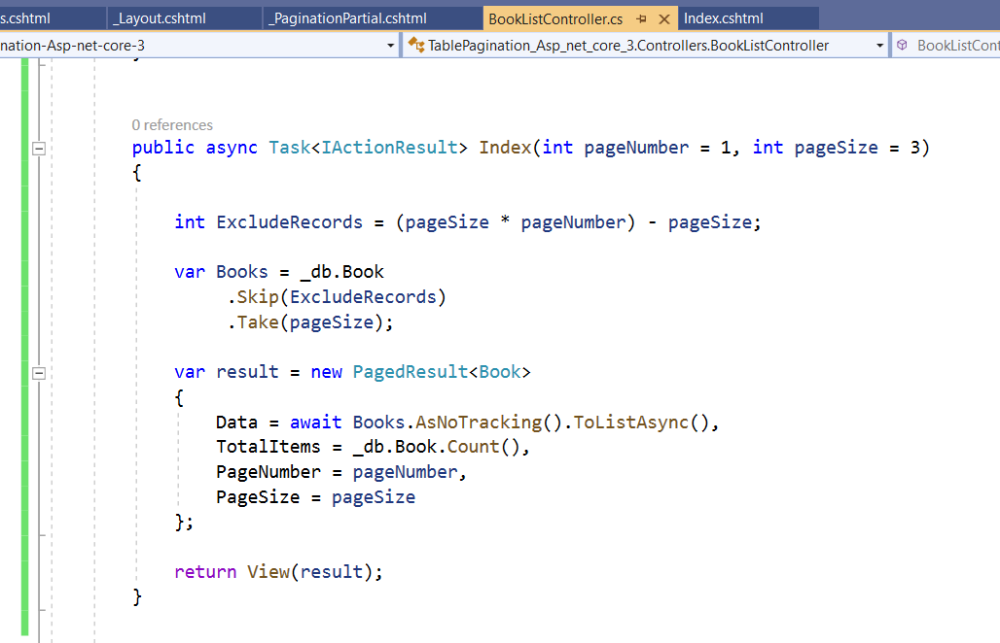 s.cshtml _Layout.cshtml _PaginationPartial.cshtml BookListController.cs Index.cshtml
nation-Asp-net-core-3 TablePagination_Asp_net_core_3.Controllers.BookListController BookListCont
0 references
public async Task<IActionResult> Index(int pageNumber = 1, int pageSize = 3)
{
int ExcludeRecords = (pageSize * pageNumber) - pageSize;
var Books = _db.Book
.Skip(ExcludeRecords)
.Take(pageSize);
var result = new PagedResult<Book>
{
Data = await Books.AsNoTracking().ToListAsync(),
TotalItems = _db.Book.Count(),
PageNumber = pageNumber,
PageSize = pageSize
};
return View(result);
}